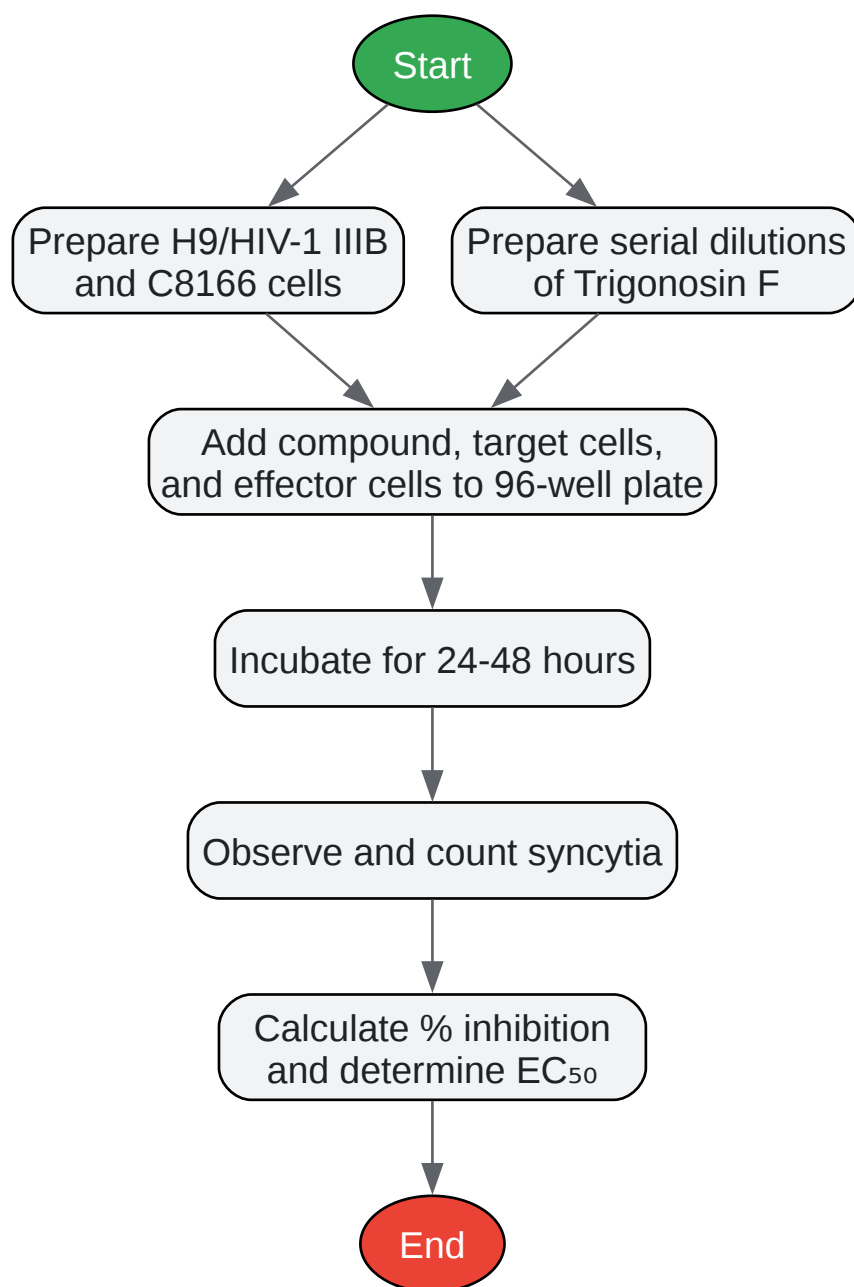 Start
Prepare H9/HIV-1 IIIB
and C8166 cells
Prepare serial dilutions
of Trigonosin F
Add compound, target cells,
and effector cells to 96-well plate
Incubate for 24-48 hours
Observe and count syncytia
Calculate % inhibition
and determine EC₅₀
End